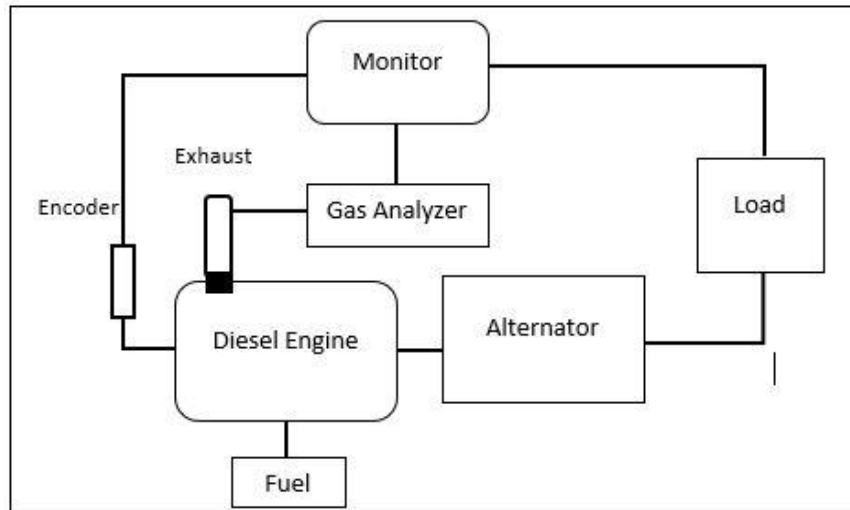 Monitor
Exhaust
Encoder
Gas Analyzer
Load
Diesel Engine
Alternator
Fuel